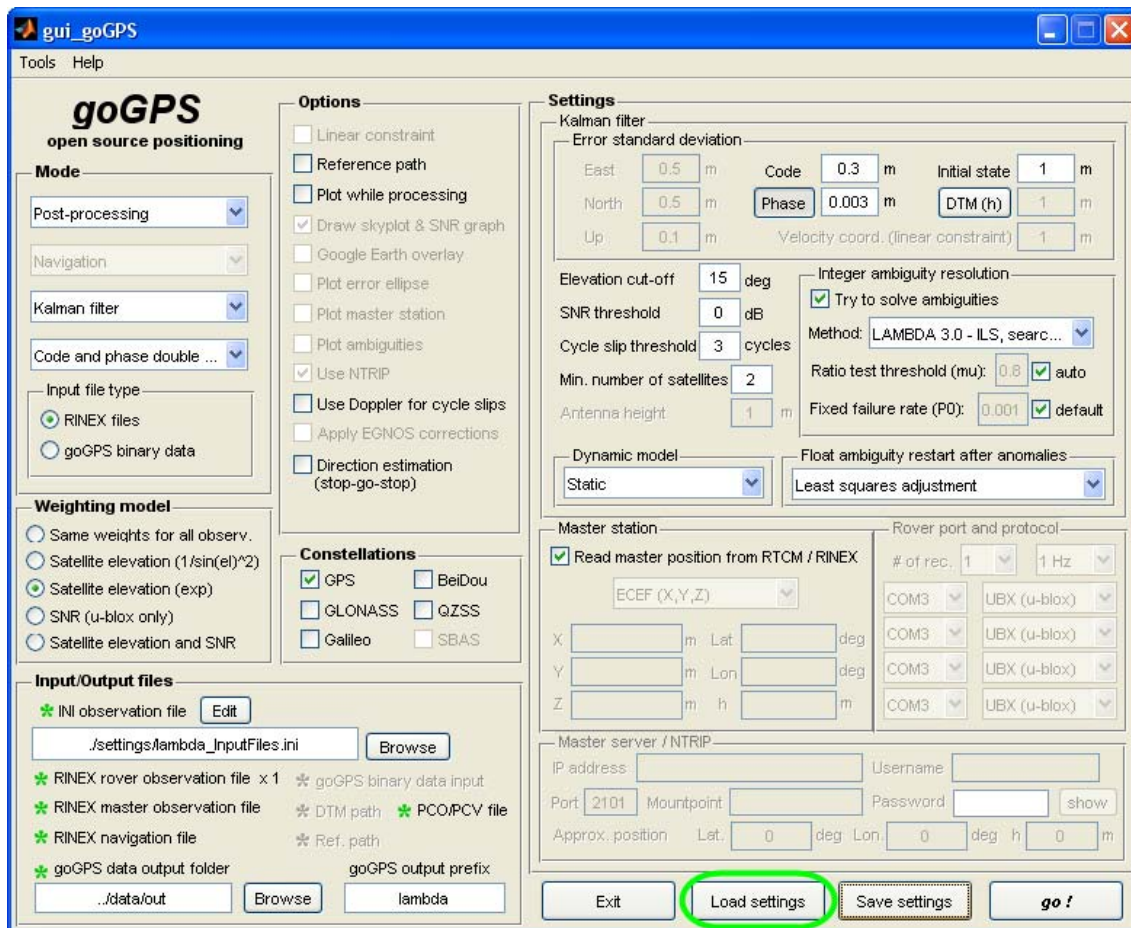 gui_goGPS
Tools Help
goGPS
open source positioning
Mode
Post-processing
Navigation
Kalman filter
Code and phase double ...
Input file type
RINEX files
goGPS binary data
Weighting model
Same weights for all observ.
Satellite elevation (1/sin(el)^2)
Satellite elevation (exp)
SNR (u-blox only)
Satellite elevation and SNR
Options
Linear constraint
Reference path
Plot while processing
Draw skyplot & SNR graph
Google Earth overlay
Plot error ellipse
Plot master station
Plot ambiguities
Use NTRIP
Use Doppler for cycle slips
Apply EGNOS corrections
Direction estimation
(stop-go-stop)
Constellations
GPS BeiDou
GLONASS QZSS
Galileo SBAS
Input/Output files
INI observation file Edit
./settings/lambda_InputFiles.ini Browse
RINEX rover observation file x 1 goGPS binary data input
RINEX master observation file DTM path PCO/PCV file
RINEX navigation file Ref. path
goGPS data output folder goGPS output prefix
../data/out Browse lambda
Settings
Kalman filter
Error standard deviation
East 0.5 m Code 0.3 m Initial state 1 m
North 0.5 m Phase 0.003 m DTM (h) 1 m
Up 0.1 m Velocity coord. (linear constraint) 1 m
Elevation cut-off 15 deg
SNR threshold 0 dB
Cycle slip threshold 3 cycles
Min. number of satellites 2
Antenna height 1 m
Integer ambiguity resolution
Try to solve ambiguities
Method: LAMBDA 3.0 - ILS, searc...
Ratio test threshold (mu): 0.8 auto
Fixed failure rate (P0): 0.001 default
Dynamic model
Static
Float ambiguity restart after anomalies
Least squares adjustment
Master station
Read master position from RTCM / RINEX
ECEF (X,Y,Z)
X m Lat deg
Y m Lon deg
Z m h m
Rover port and protocol
# of rec. 1 1 Hz
COM3 UBX (u-blox)
COM3 UBX (u-blox)
COM3 UBX (u-blox)
COM3 UBX (u-blox)
Master server / NTRIP
IP address Username
Port 2101 Mountpoint Password show
Approx. position Lat. 0 deg Lon. 0 deg h 0 m
Exit Load settings Save settings go !